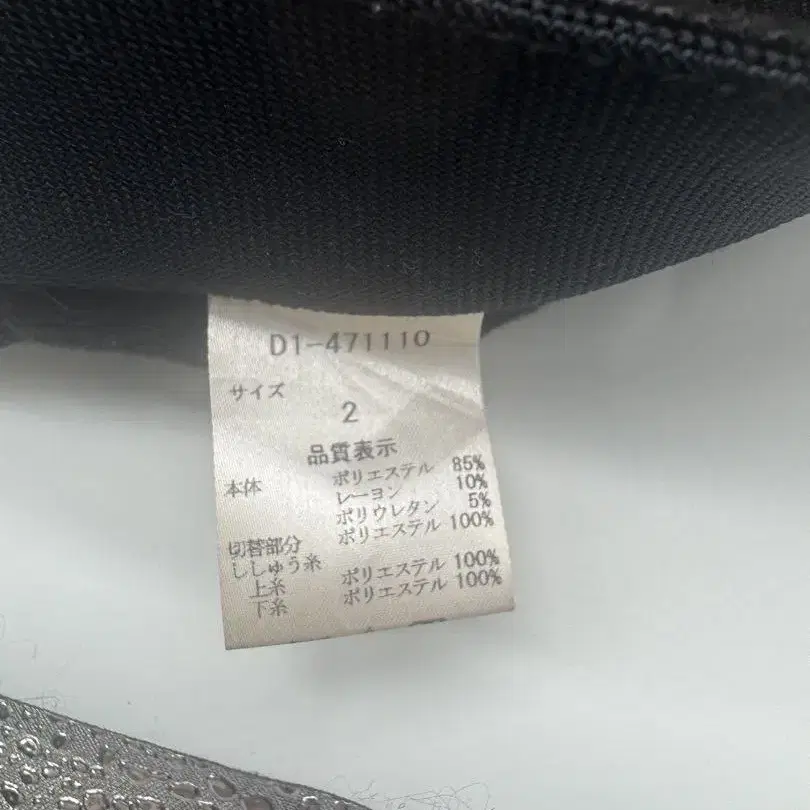 D1-471110
サイズ
2
品質表示
本体 ポリエステル 85%
レーヨン 10%
ポリウレタン 5%
切替部分 ポリエステル 100%
ししゅう糸
上糸 ポリエステル 100%
下糸 ポリエステル 100%